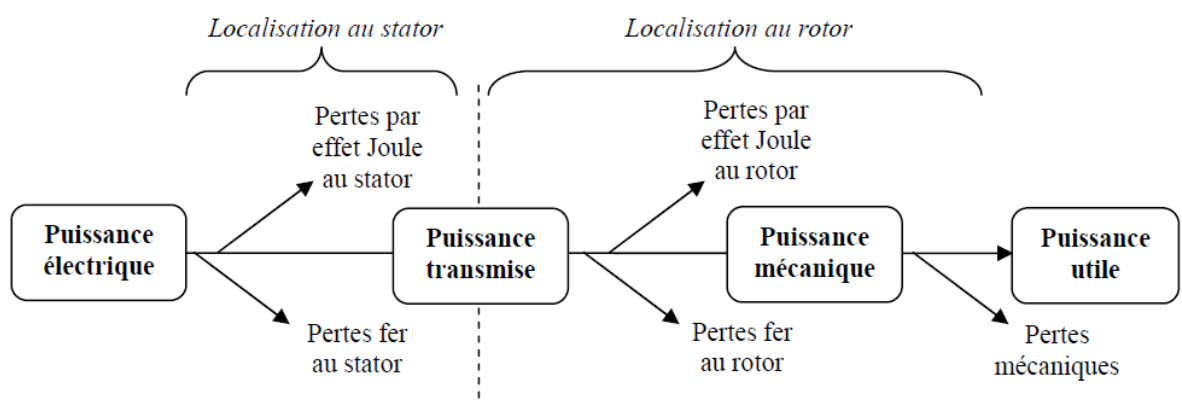 Localisation au stator
Localisation au rotor
Pertes par
effet Joule
au stator
Pertes par
effet Joule
au rotor
Puissance
électrique
Puissance
transmise
Puissance
mécanique
Puissance
utile
Pertes fer
au stator
Pertes fer
au rotor
Pertes
mécaniques